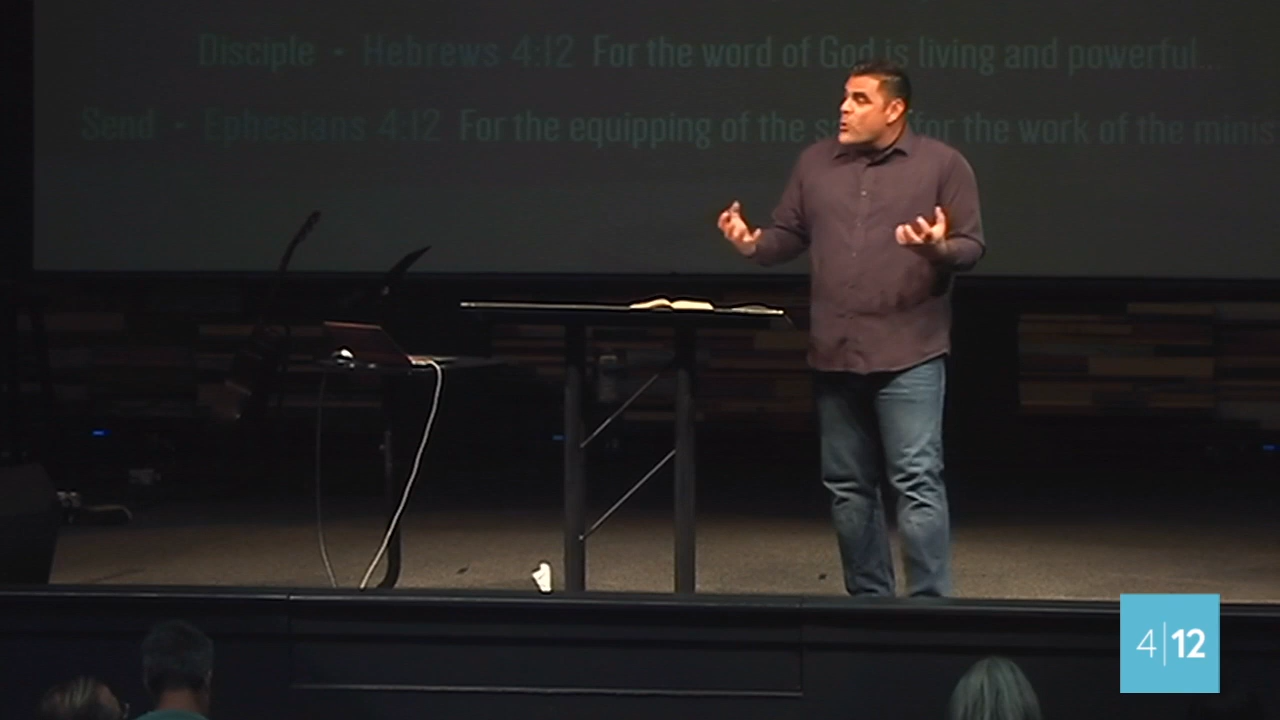 Disciple • Hebrews 4:12 For the word of God is living and powerful...
Send • Ephesians 4:12 For the equipping of the for the work of the
4|12